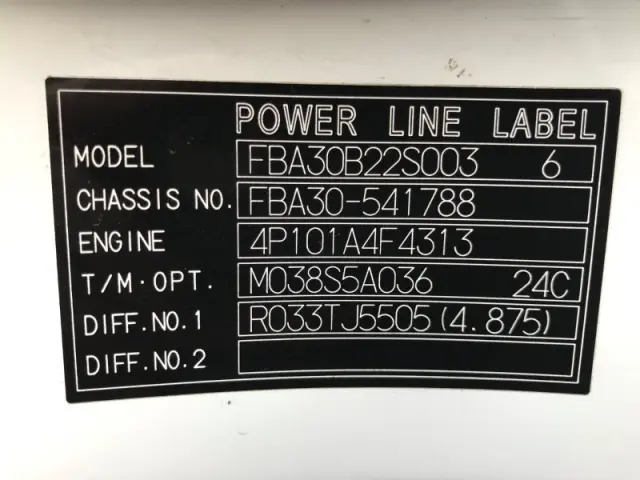 POWER LINE LABEL
MODEL FBA30B22S003 6
CHASSIS NO. FBA30-541788
ENGINE 4P101A4F4313
T/M·OPT. M038S5A036 24C
DIFF.NO.1 R033TJ5505(4.875)
DIFF.NO.2